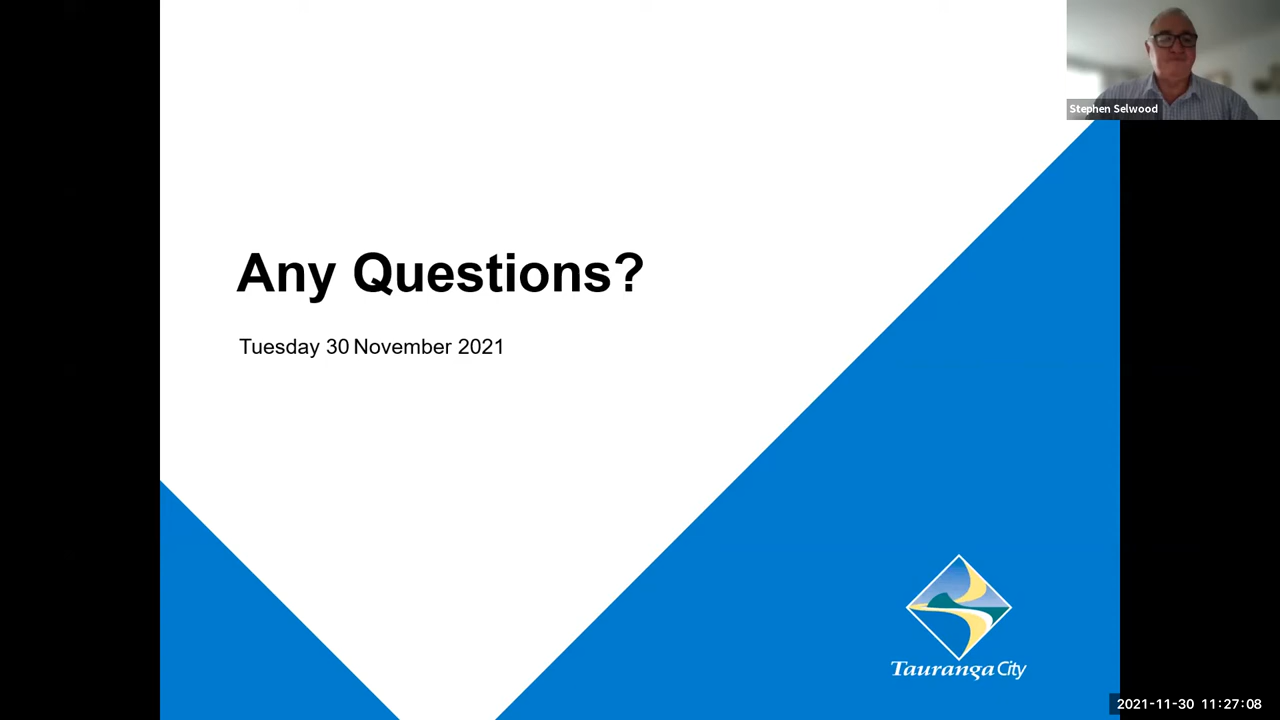 Stephen Selwood
Any Questions?
Tuesday 30 November 2021
Tauranga City
2021-11-30 11:27:08